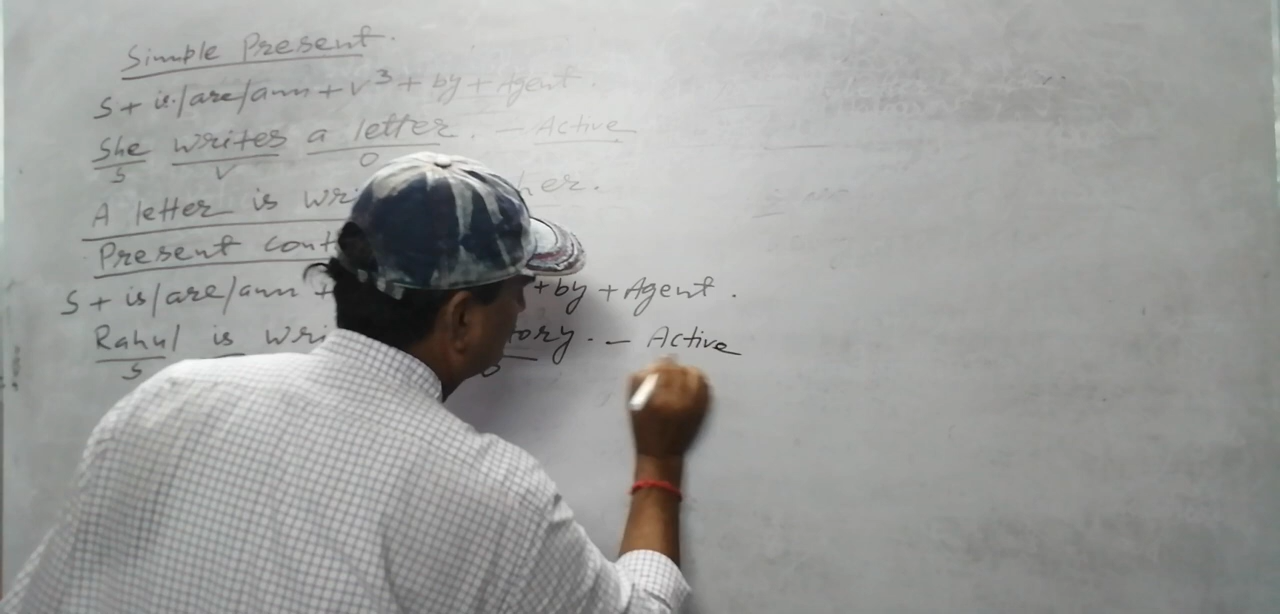 Simple Present.
S + is/are/am + V³ + by + Agent.
She writes a letter. - Active
S V O
A letter is wri her.
Present cont
S + is/are/am + + by + Agent.
Rahul is wri tory. - Active
S O